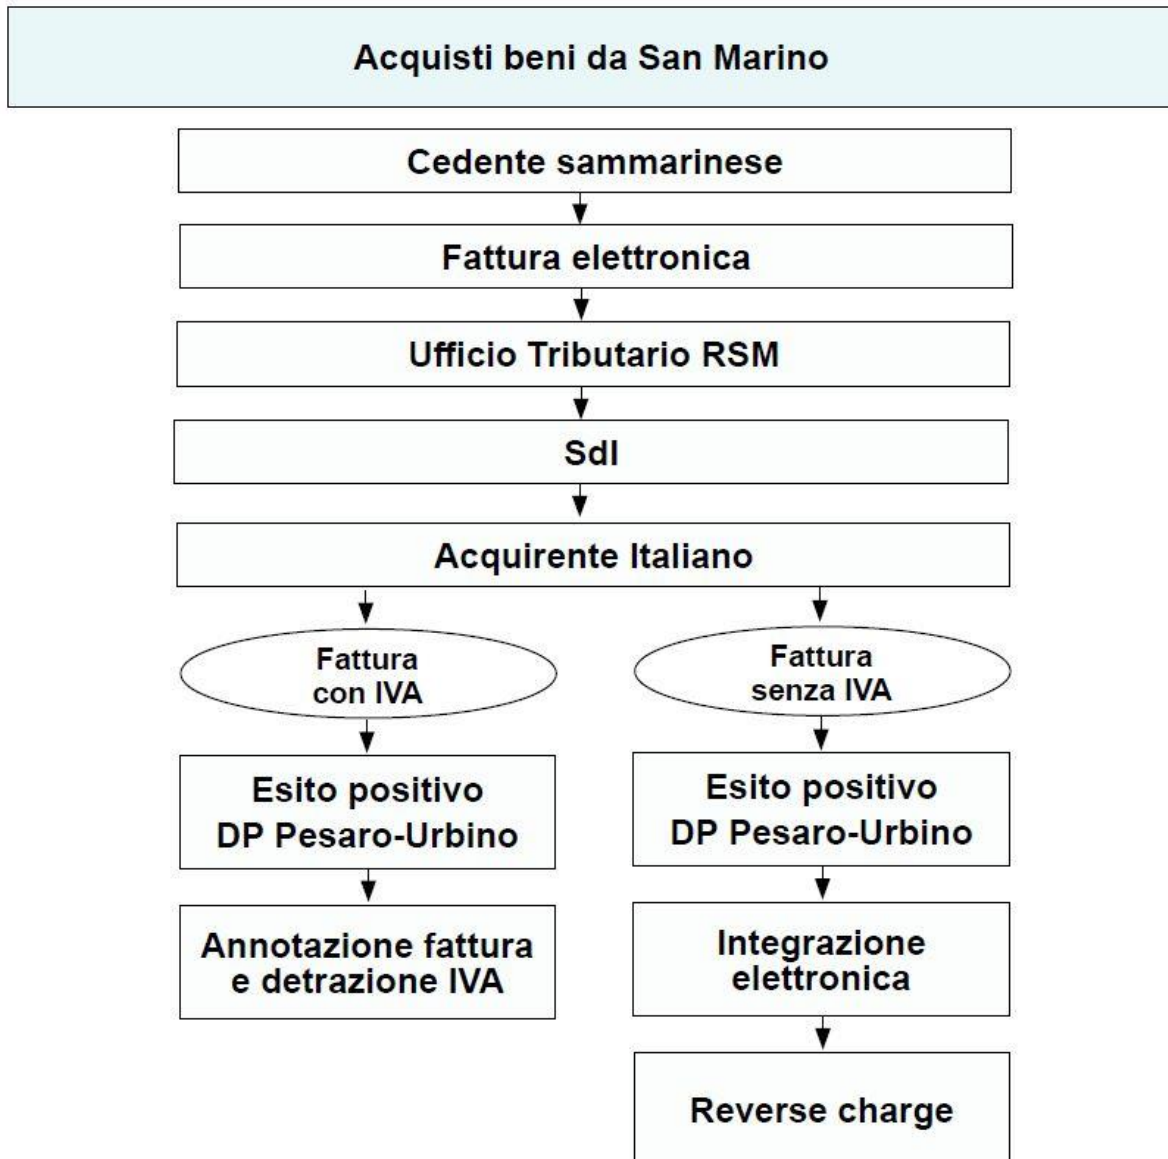 Acquisti beni da San Marino
Cedente sammarinese
Fattura elettronica
Ufficio Tributario RSM
SdI
Acquirente Italiano
Fattura
con IVA
Fattura
senza IVA
Esito positivo
DP Pesaro-Urbino
Esito positivo
DP Pesaro-Urbino
Annotazione fattura
e detrazione IVA
Integrazione
elettronica
Reverse charge